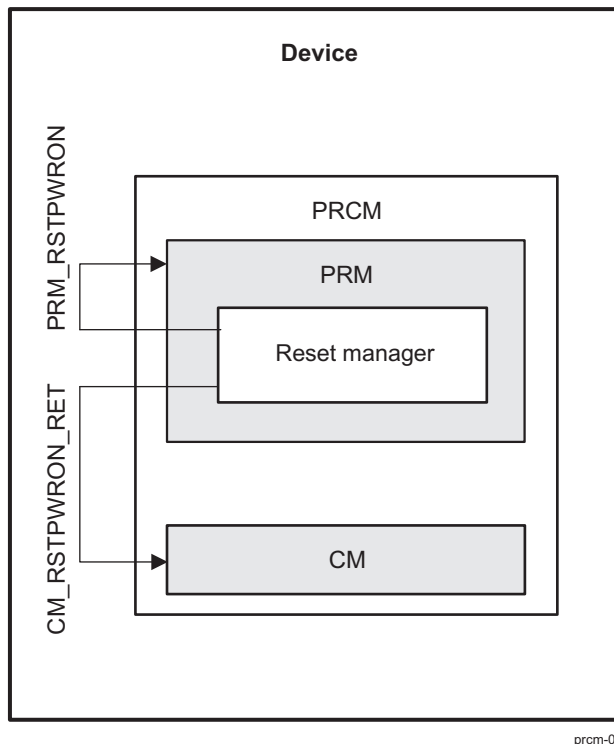 Device
PRCM
PRM
Reset manager
CM
PRM_RSTPWRON
CM_RSTPWRON_RET